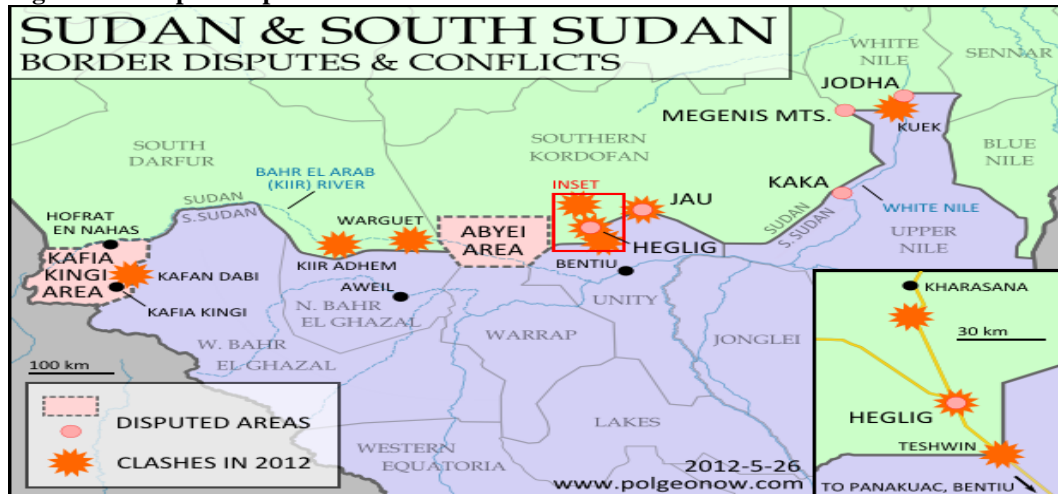 SUDAN & SOUTH SUDAN
BORDER DISPUTES & CONFLICTS
WHITE
NILE
SENNAR
JODHA
MEGENIS MTS.
KUEK
SOUTH
DARFUR
SOUTHERN
KORDOFAN
BLUE
NILE
BAHR EL ARAB
(KIIR) RIVER
INSET
JAU
KAKA
SUDAN
S. SUDAN
SUDAN
S. SUDAN
WHITE NILE
HOFRAT
EN NAHAS
WARGUET
ABYEI
AREA
HEGLIG
UPPER
NILE
KAFIA
KINGI
AREA
KAFAN DABI
KIIR ADHEM
BENTIU
KAFIA KINGI
AWEIL
UNITY
N. BAHR
EL GHAZAL
WARRAP
JONGLEI
W. BAHR
EL GHAZAL
100 km
KHARASANA
30 km
HEGLIG
TESHWIN
TO PANAKUAC, BENTIU
DISPUTED AREAS
CLASHES IN 2012
LAKES
WESTERN
EQUATORIA
2012-5-26
www.polgeonow.com